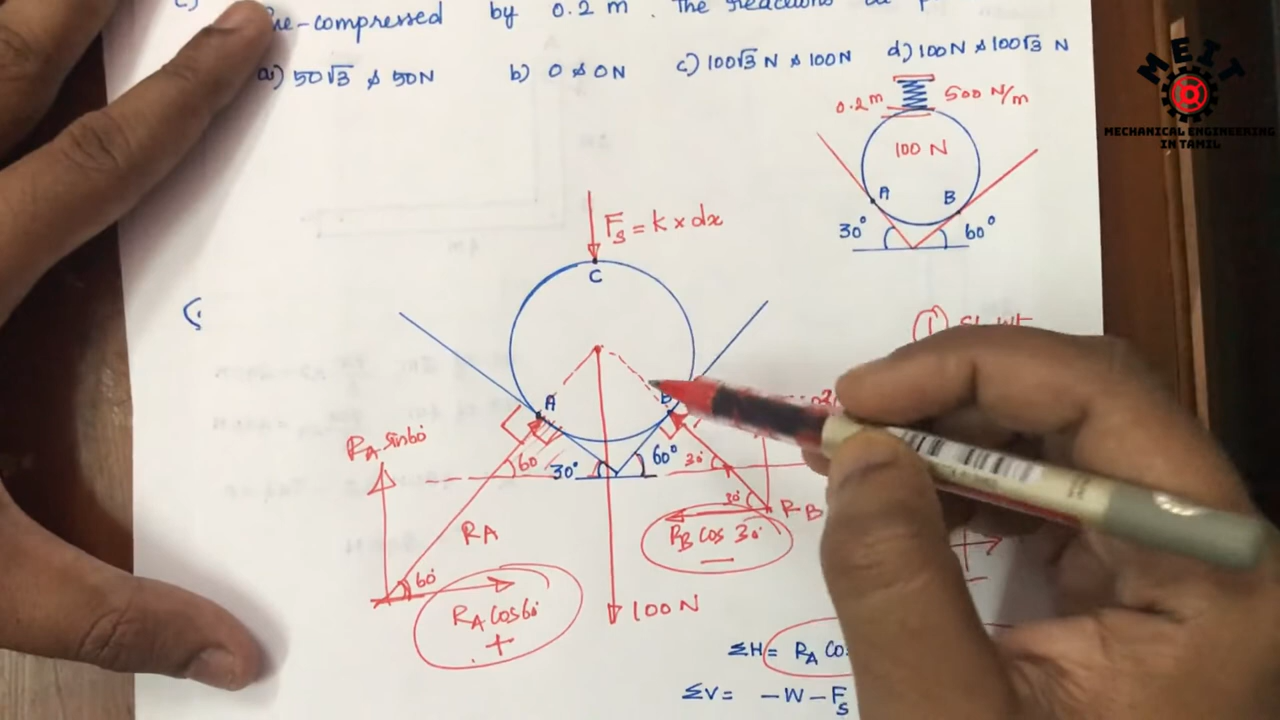 pre-compressed by 0.2 m. The reactions
a) 50√3 & 50N b) 0 & 0N c) 100√3 N & 100N d) 100N & 100√3 N
MEIT
MECHANICAL ENGINEERING
IN TAMIL
0.2m 500 N/m
100 N
A B
30° 60°
Fs = k x dx
C
A B
RA sin60°
60 30° 60° 30°
30° RB
RA
RB cos 30°
60°
RA cos60°
+
100 N
ΣH = RA Co
ΣV = -W - Fs